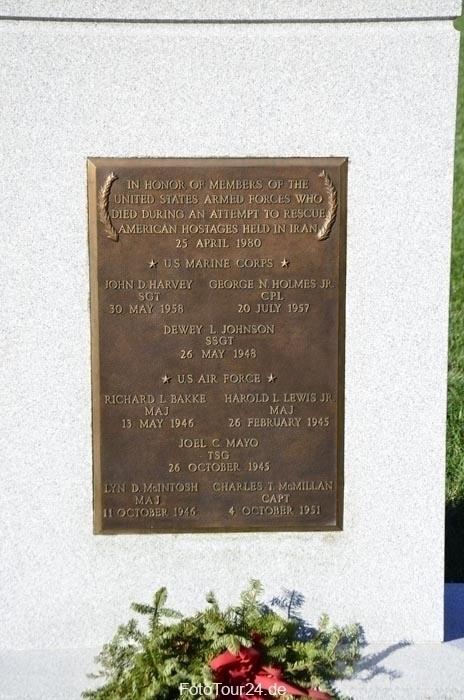 IN HONOR OF MEMBERS OF THE
UNITED STATES ARMED FORCES WHO
DIED DURING AN ATTEMPT TO RESCUE
AMERICAN HOSTAGES HELD IN IRAN
25 APRIL 1980
★ U.S. MARINE CORPS ★
JOHN D. HARVEY GEORGE N. HOLMES JR.
SGT CPL
30 MAY 1958 20 JULY 1957
DEWEY L. JOHNSON
SSGT
26 MAY 1948
★ U.S. AIR FORCE ★
RICHARD L. BAKKE HAROLD L. LEWIS JR.
MAJ MAJ
13 MAY 1946 26 FEBRUARY 1945
JOEL C. MAYO
TSG
26 OCTOBER 1945
LYN D. McINTOSH CHARLES T. McMILLAN
MAJ CAPT
11 OCTOBER 1946 4 OCTOBER 1951
FotoTour24.de